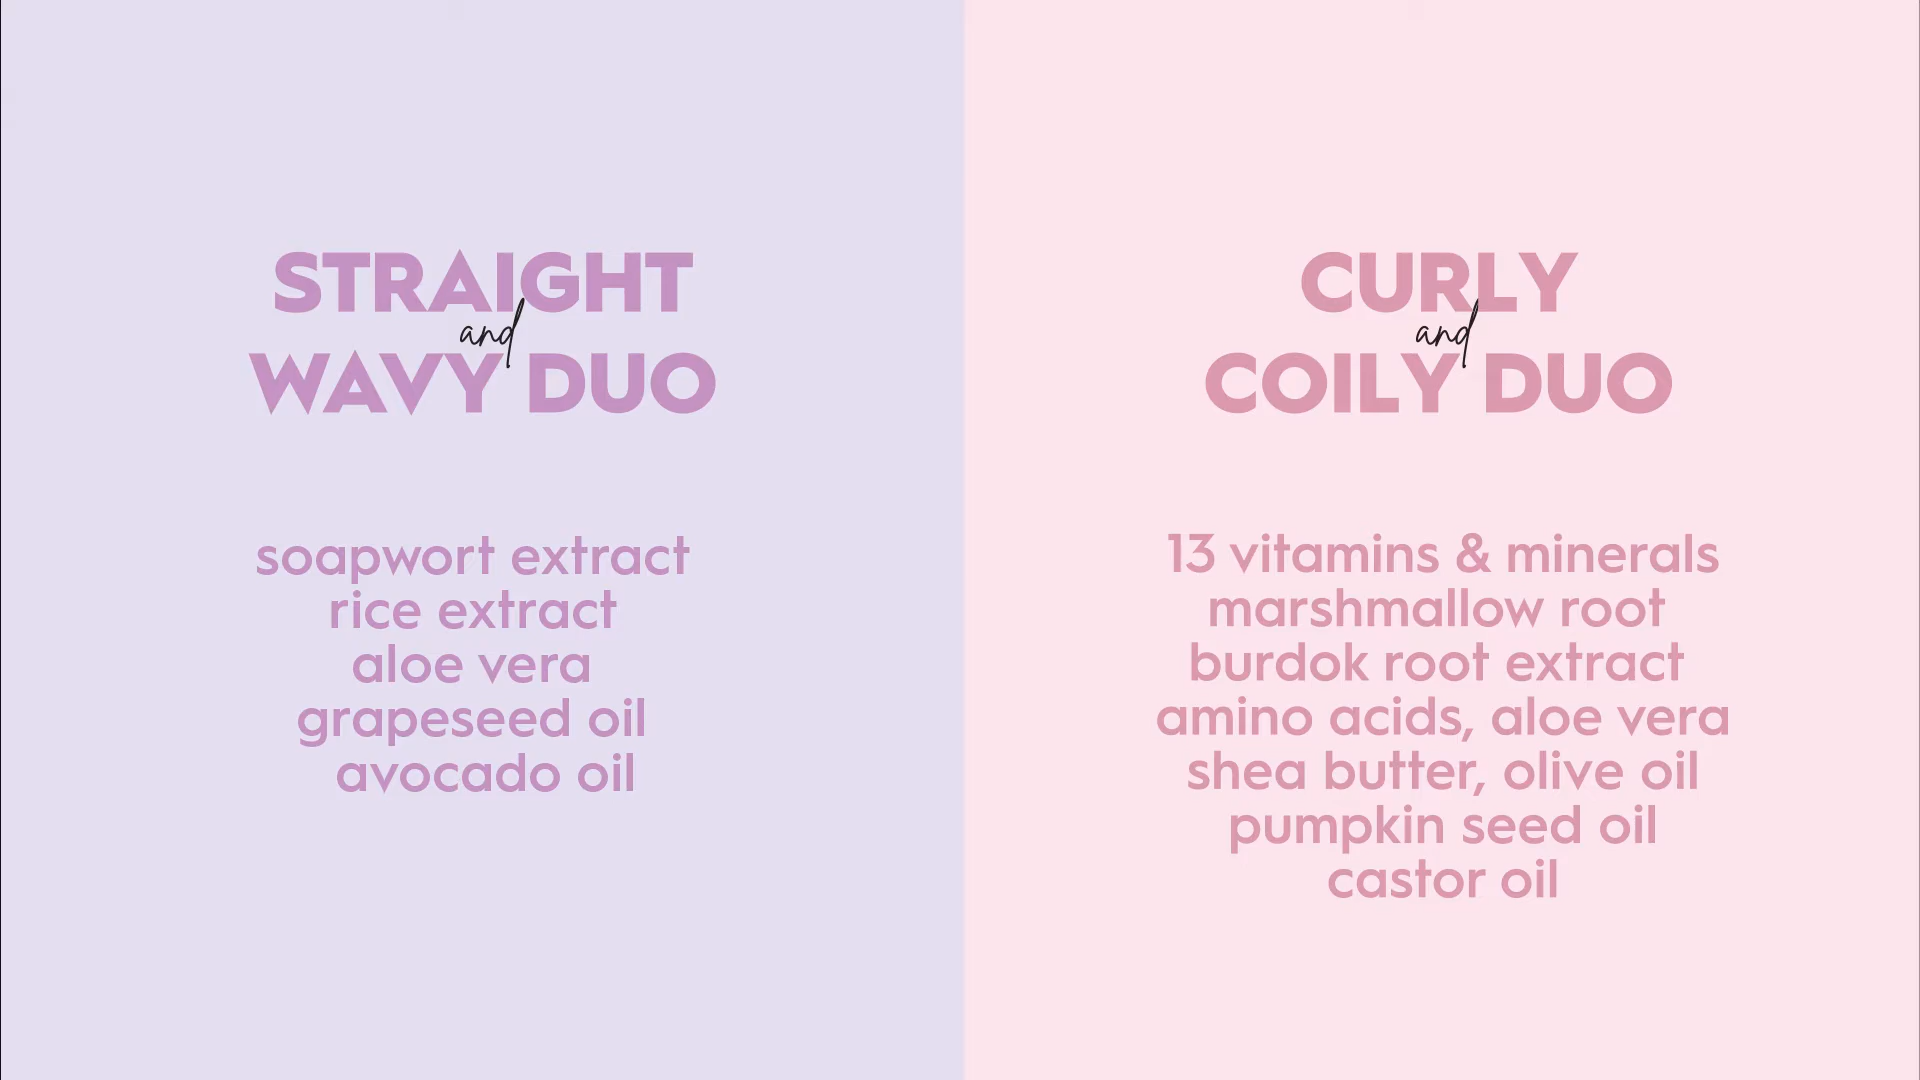 STRAIGHT
and
WAVY DUO
soapwort extract
rice extract
aloe vera
grapeseed oil
avocado oil
CURLY
and
COILY DUO
13 vitamins & minerals
marshmallow root
burdok root extract
amino acids, aloe vera
shea butter, olive oil
pumpkin seed oil
castor oil